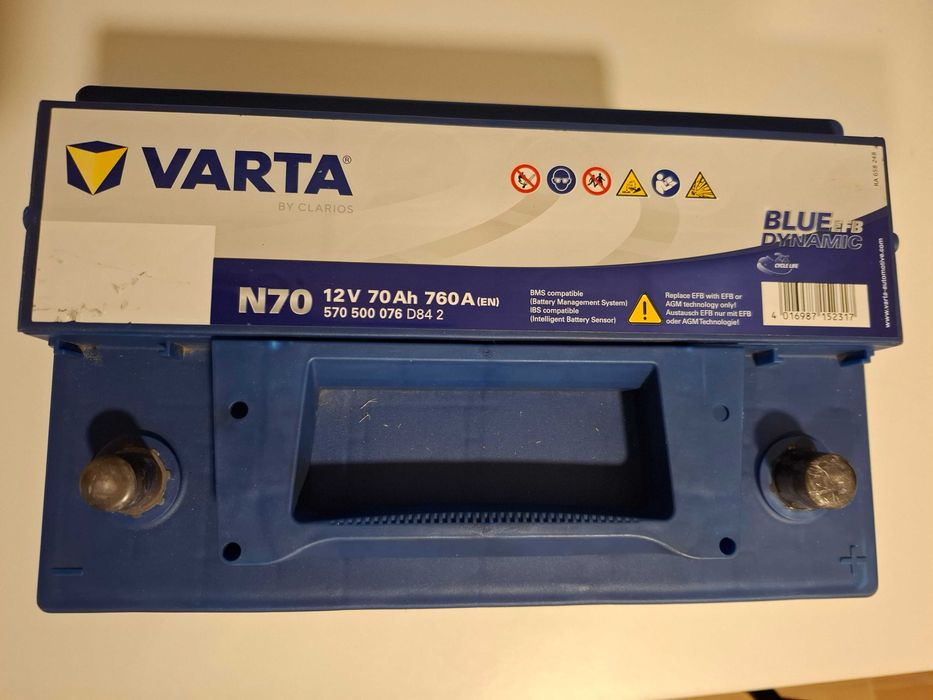 VARTA®
BY CLARIOS
BLUE EFB
DYNAMIC
CYCLE LIFE
N70 12V 70Ah 760A (EN)
570 500 076 D84 2
BMS compatible
(Battery Management System)
IBS compatible
(Intelligent Battery Sensor)
Replace EFB with EFB or
AGM technology only!
Austausch EFB nur mit EFB
oder AGM Technologie!
4 016987 152317
www.varta-automotive.com
−
+